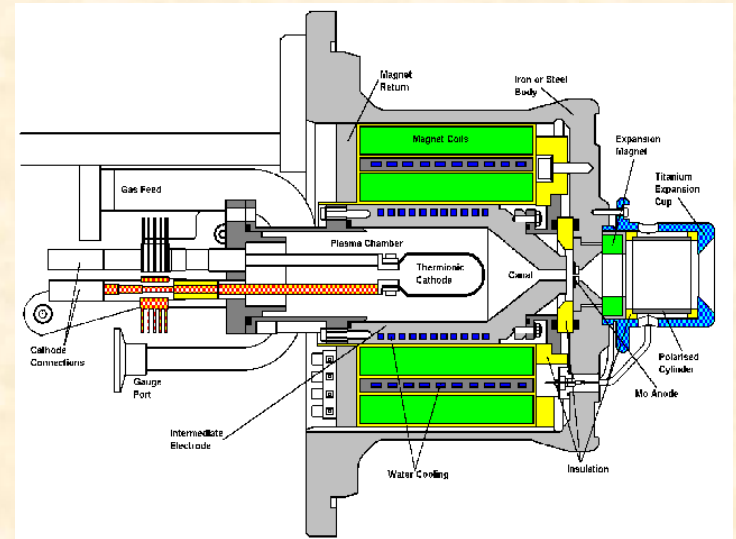 Magnet
Return
Iron or Steel
Body
Magnet Coils
Expansion
Magnet
Titanium
Expansion
Cup
Gas Feed
Plasma Chamber
Thermionic
Cathode
Canal
Cathode
Connections
Gauge
Port
Polarised
Cylinder
Mo Anode
Intermediate
Electrode
Water Cooling
Insulation